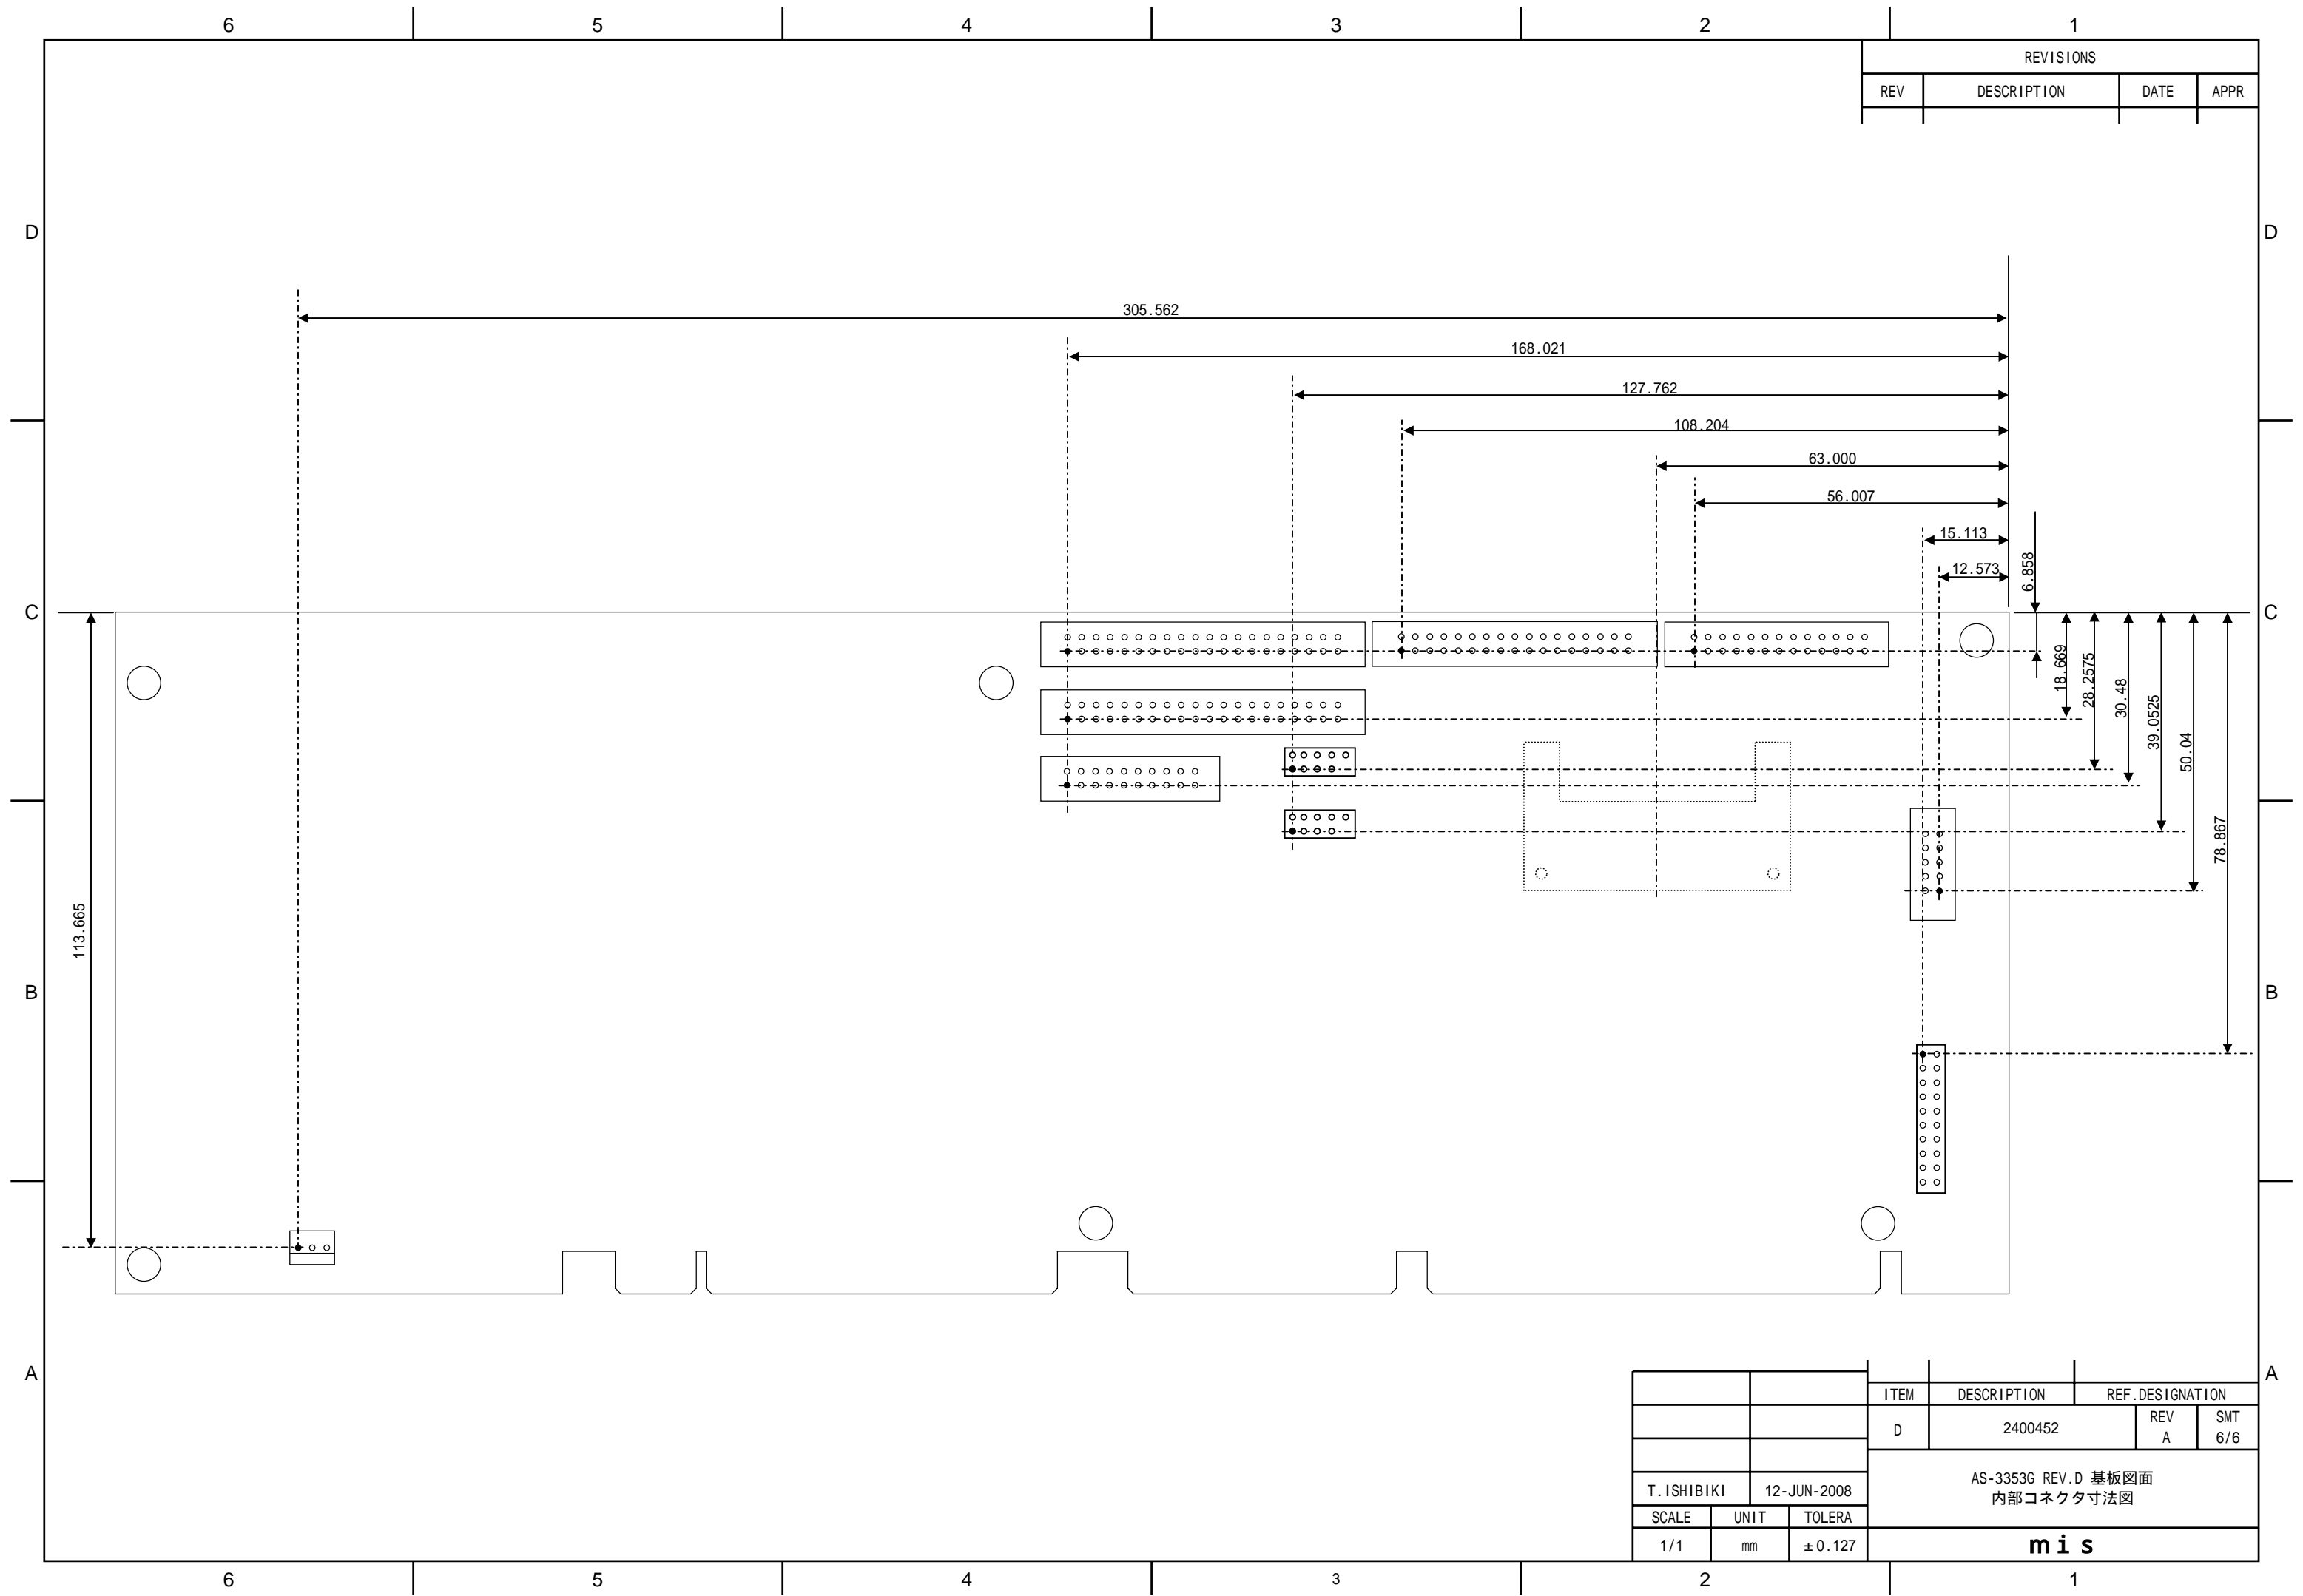 6 5 4 3 2 1
REVISIONS
REV DESCRIPTION DATE APPR
D D
305.562
168.021
127.762
108.204
63.000
56.007
15.113
12.573
6.858
C C
18.669
28.2575
30.48
39.0525
50.04
78.867
113.665
B B
A A
ITEM DESCRIPTION REF.DESIGNATION
D 2400452 REV A SMT 6/6
AS-3353G REV.D 基板図面
内部コネクタ寸法図
T.ISHIBIKI 12-JUN-2008
SCALE UNIT TOLERA
1/1 mm ±0.127
mis
6 5 4 3 2 1